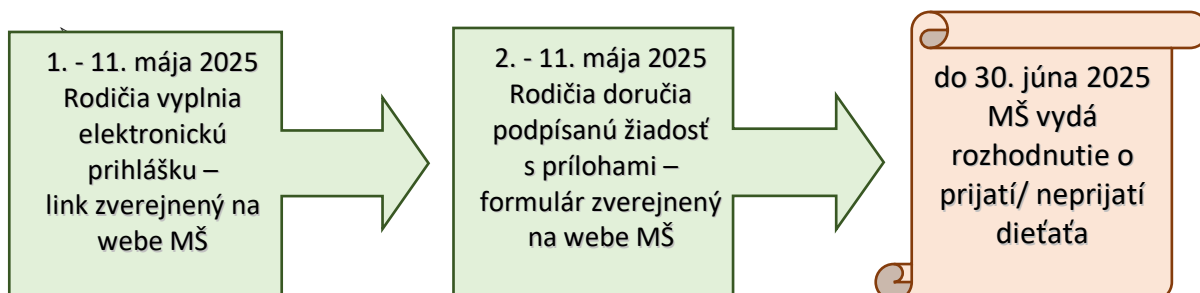 1. - 11. mája 2025
Rodičia vyplnia
elektronickú
prihlášku –
link zverejnený na
webe MŠ
2. - 11. mája 2025
Rodičia doručia
podpísanú žiadosť
s prílohami –
formulár zverejnený
na webe MŠ
do 30. júna 2025
MŠ vydá
rozhodnutie o
prijatí/ neprijatí
dieťaťa